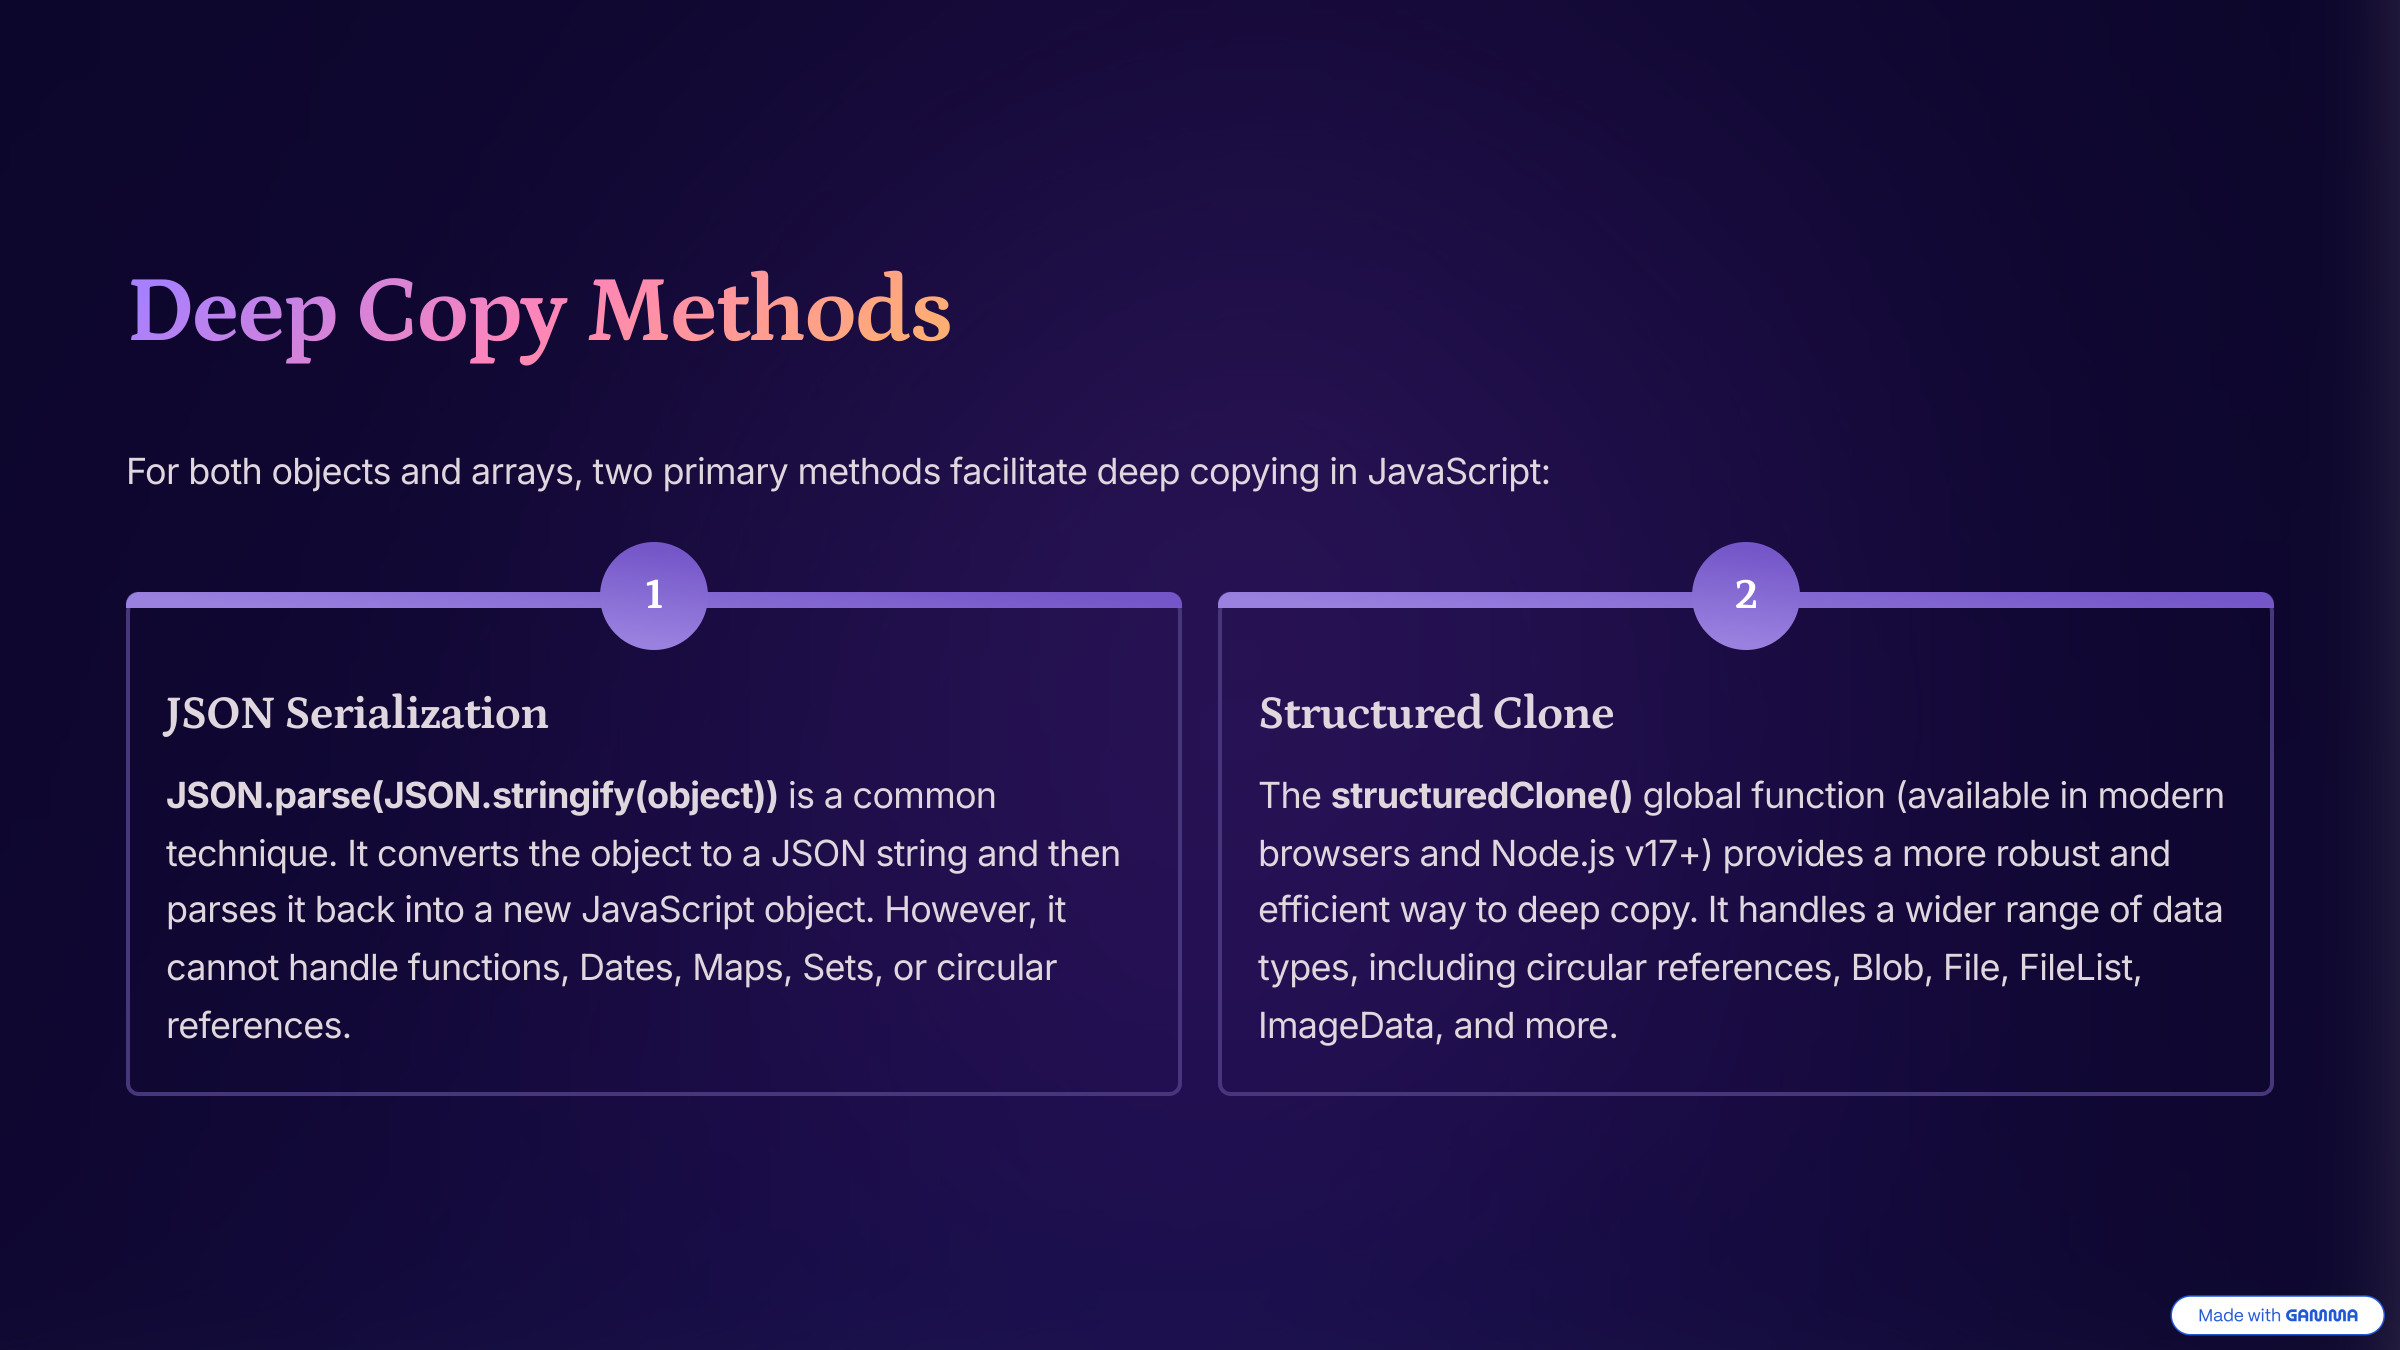 Deep Copy Methods
For both objects and arrays, two primary methods facilitate deep copying in JavaScript:
1
JSON Serialization
JSON.parse(JSON.stringify(object)) is a common
technique. It converts the object to a JSON string and then
parses it back into a new JavaScript object. However, it
cannot handle functions, Dates, Maps, Sets, or circular
references.
2
Structured Clone
The structuredClone() global function (available in modern
browsers and Node.js v17+) provides a more robust and
efficient way to deep copy. It handles a wider range of data
types, including circular references, Blob, File, FileList,
ImageData, and more.
Made with GAMMA